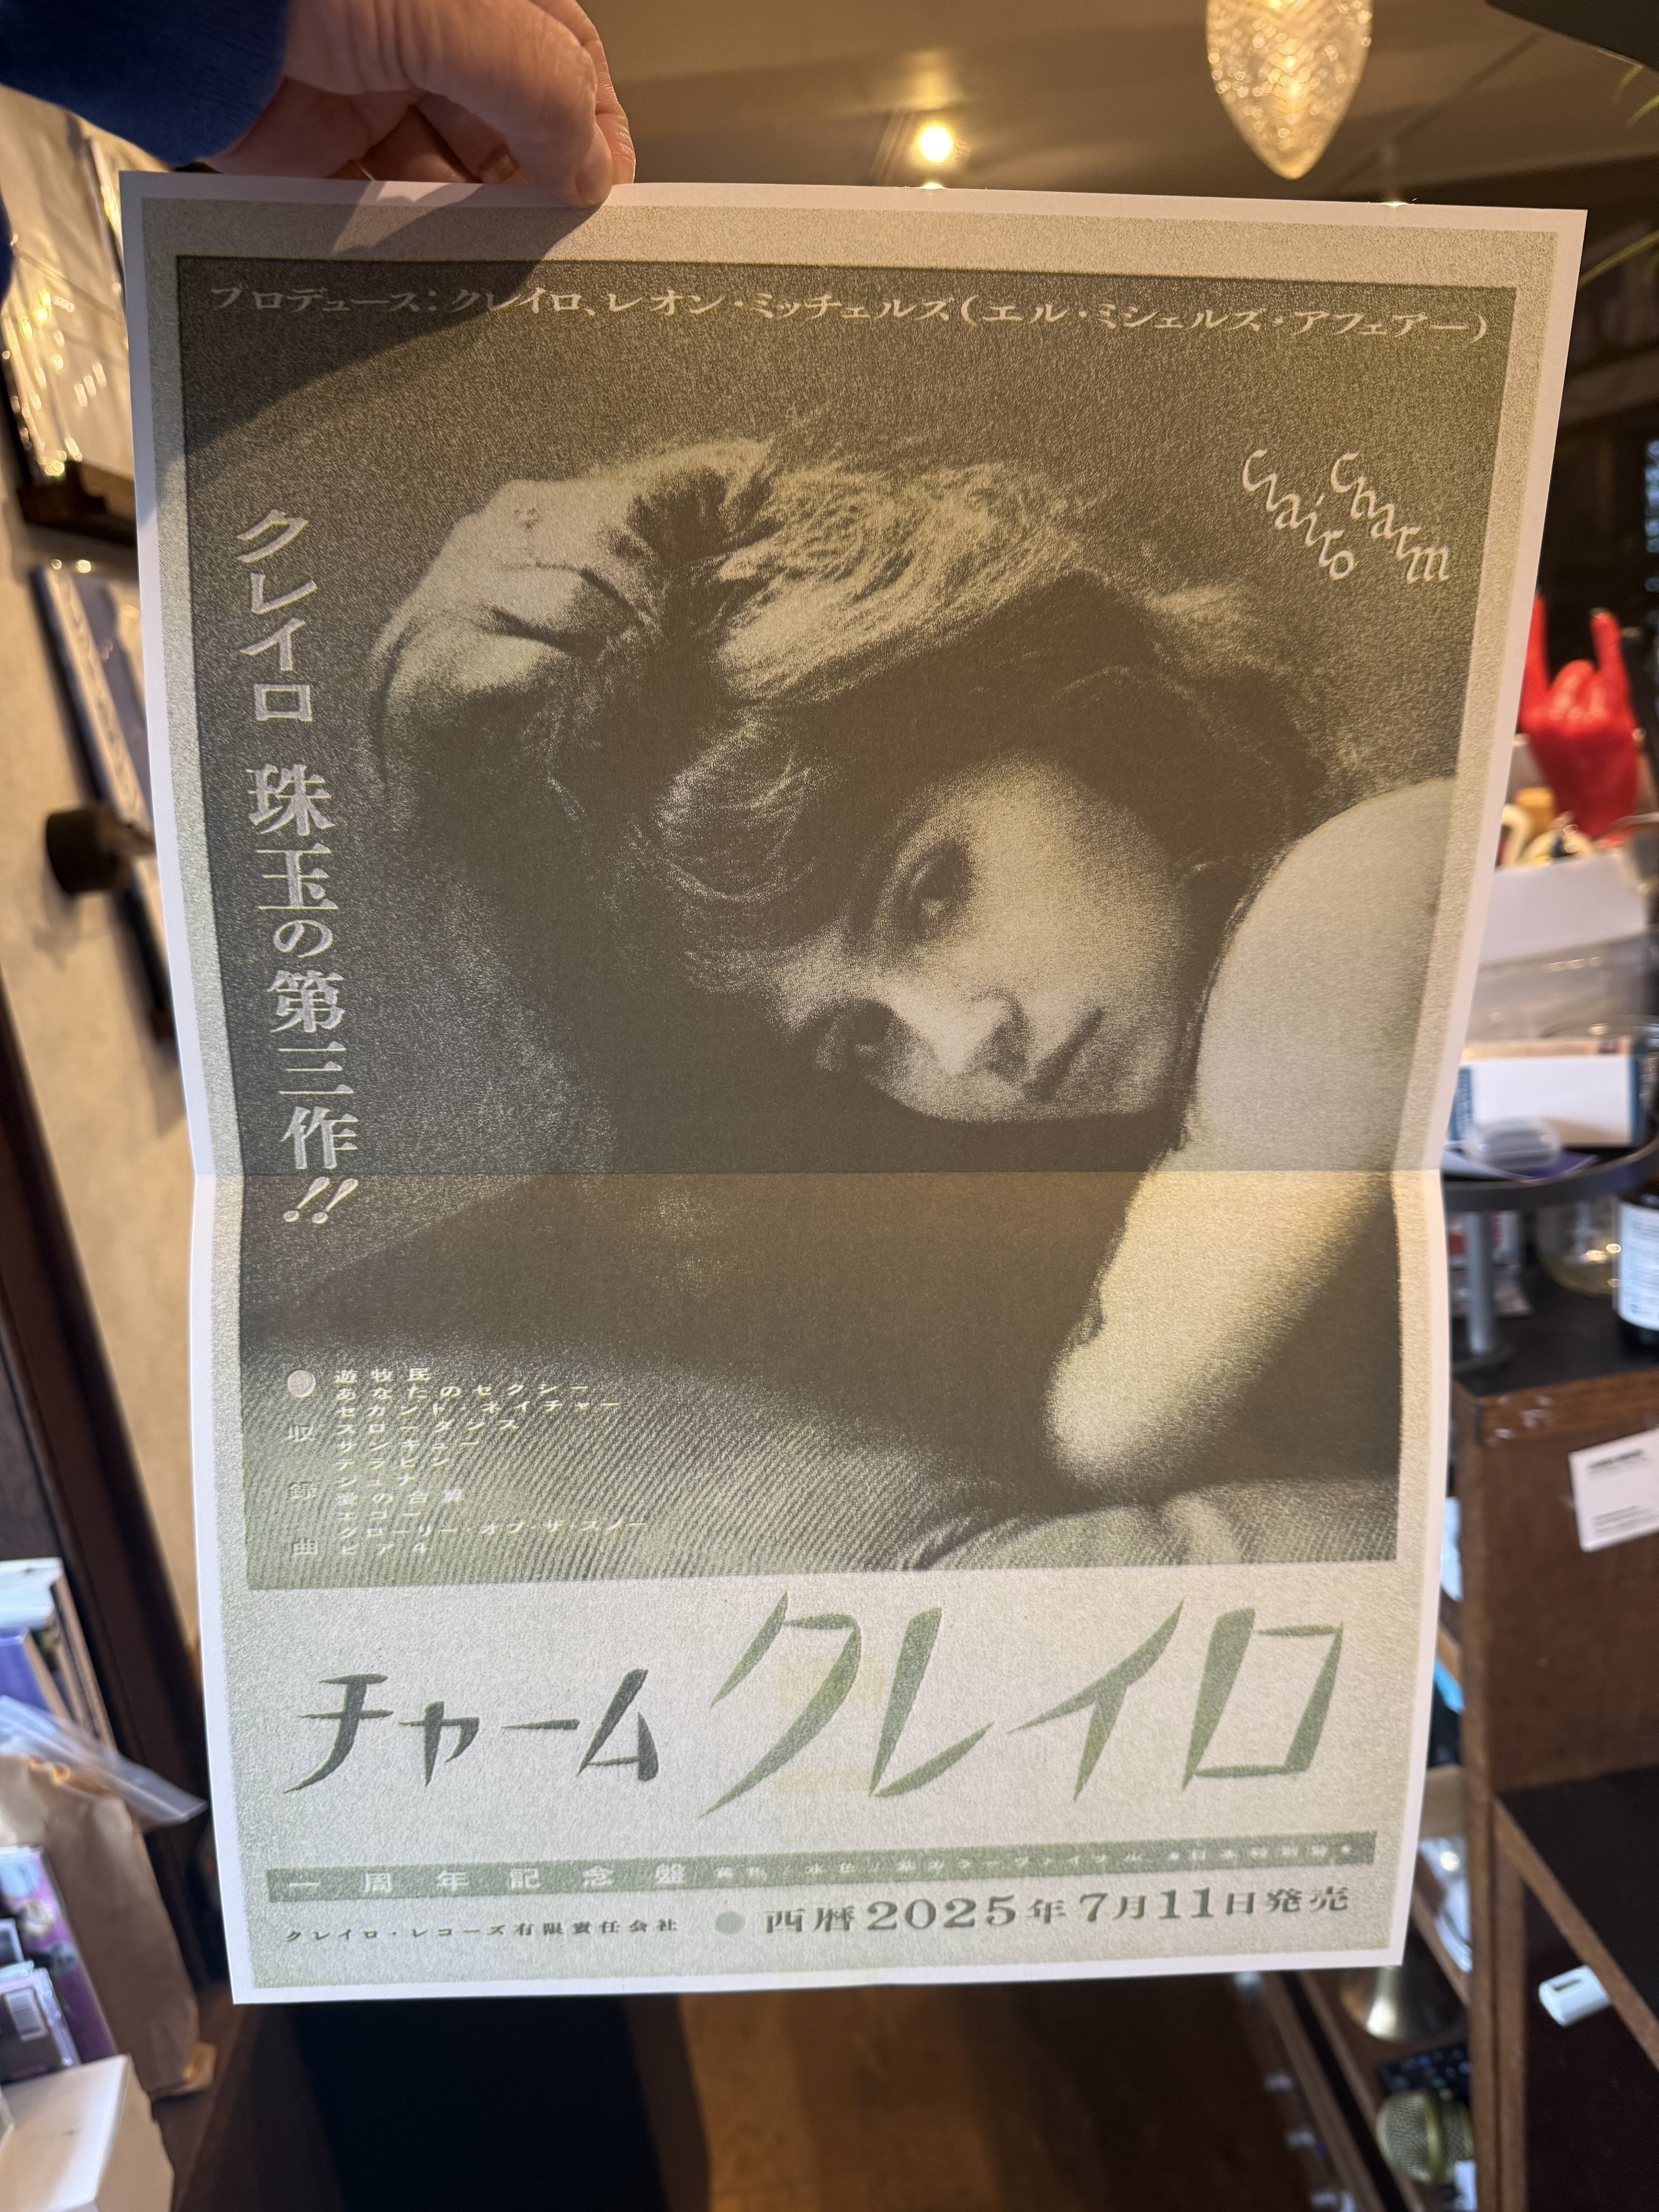 プロデュース：クレイロ、レオン・ミッチェルズ（エル・ミシェルズ・アフェアー）
Clairo
Charm
クレイロ 珠玉の第三作!!
●収録曲
遊牧民
あなたのセクシー
セカンド・ネイチャー
スローダンス
サンキュー
テラピン
ジュナ
愛の合算
エコー
グローリー・オブ・ザ・スノー
ピア4
チャーム クレイロ
一周年記念盤
クレイロ・レコーズ有限責任会社 ● 西暦2025年7月11日発売